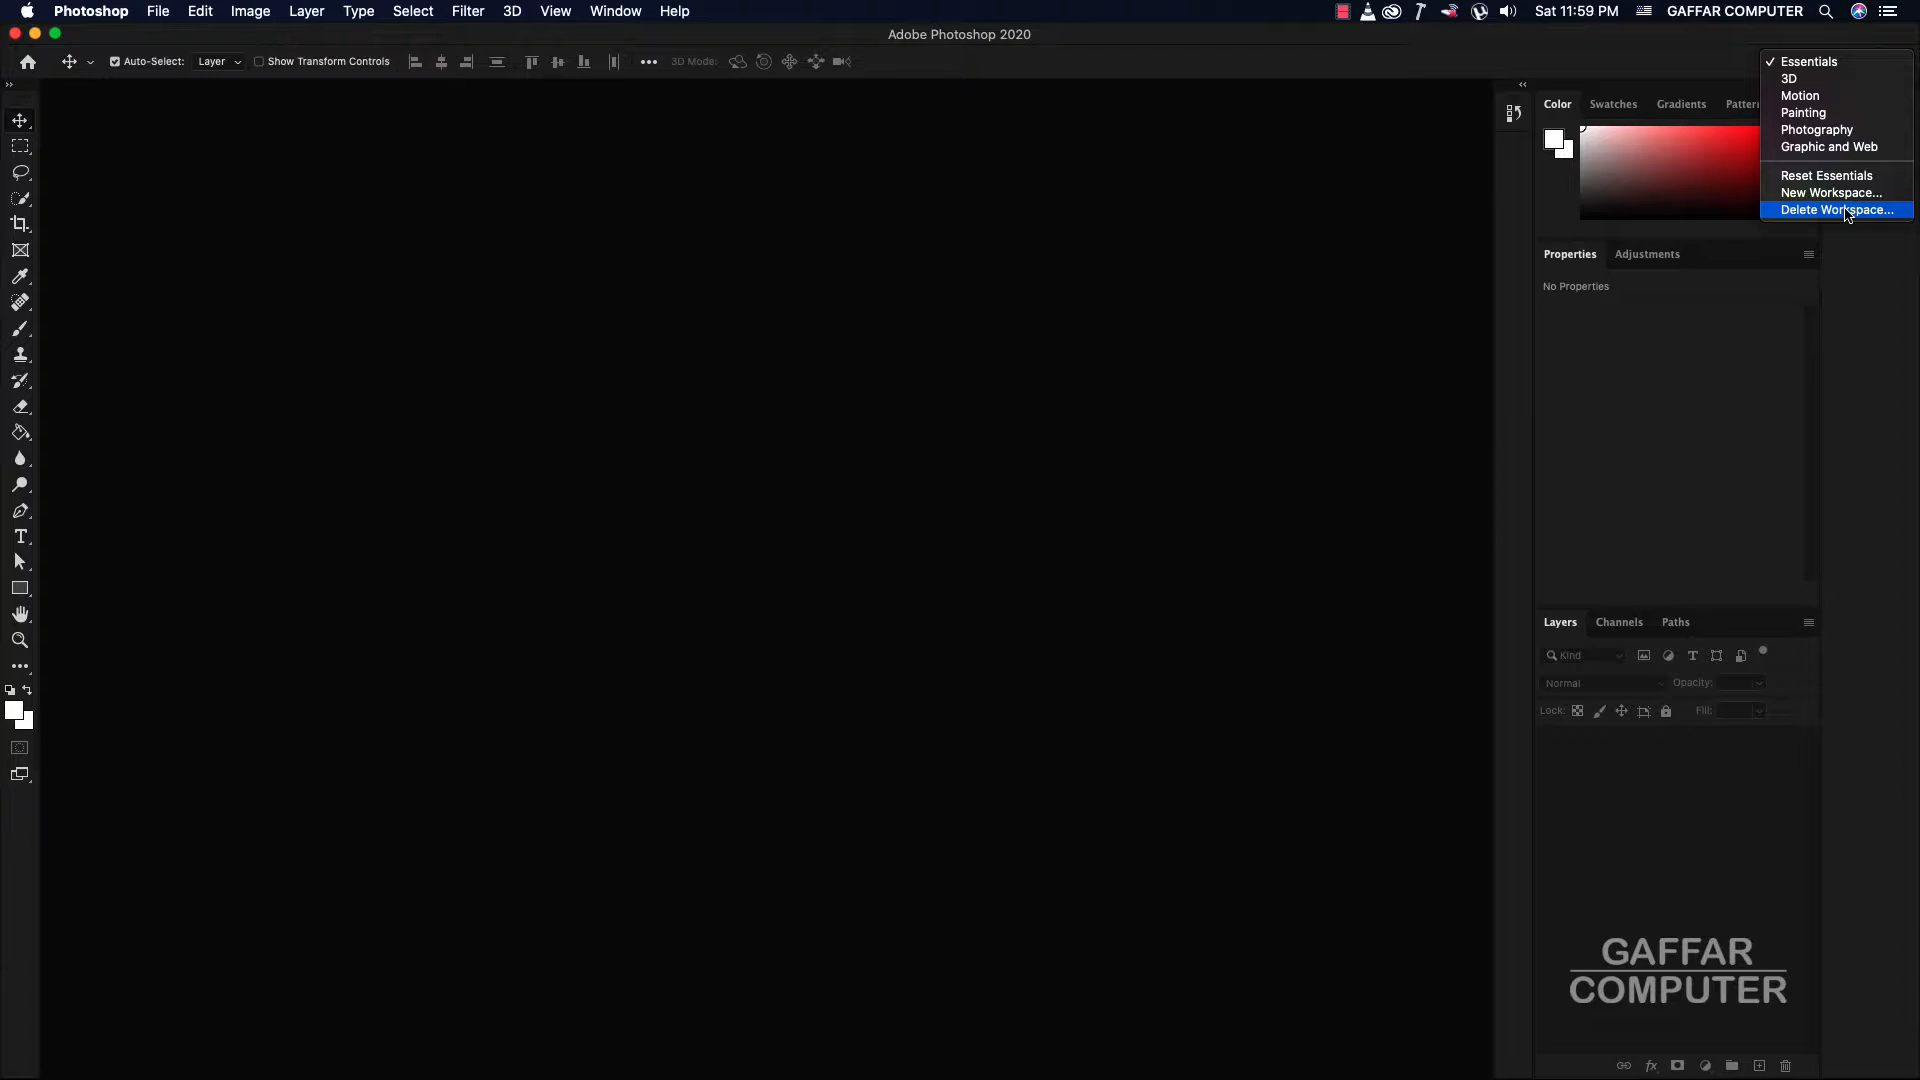 Photoshop File Edit Image Layer Type Select Filter 3D View Window Help Sat 11:59 PM GAFFAR COMPUTER
Adobe Photoshop 2020
Auto-Select: Layer Show Transform Controls 3D Mode:
Essentials
3D
Motion
Painting
Photography
Graphic and Web
Reset Essentials
New Workspace...
Delete Workspace...
Color Swatches Gradients Pattern
Properties Adjustments
No Properties
Layers Channels Paths
Kind
Normal Opacity:
Lock: Fill:
GAFFAR
COMPUTER